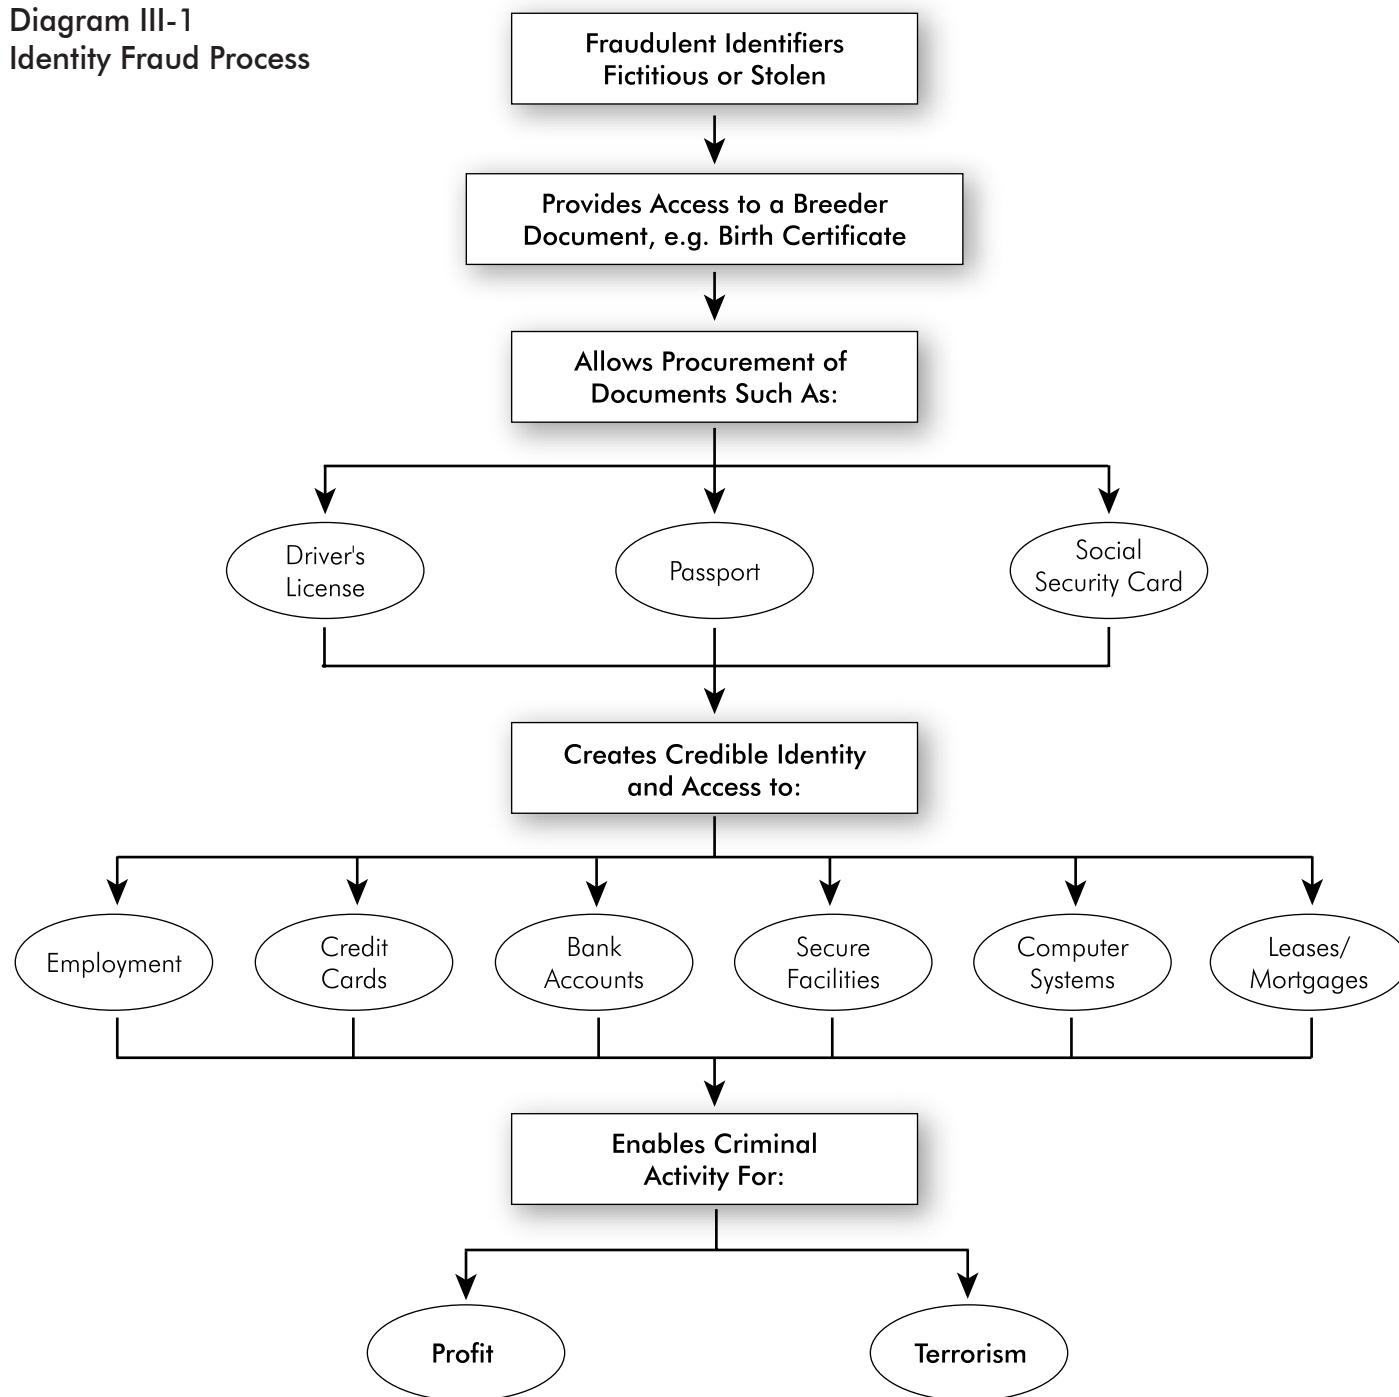 Diagram III-1
Identity Fraud Process
Fraudulent Identifiers
Fictitious or Stolen
Provides Access to a Breeder
Document, e.g. Birth Certificate
Allows Procurement of
Documents Such As:
Driver's
License
Passport
Social
Security Card
Creates Credible Identity
and Access to:
Employment
Credit
Cards
Bank
Accounts
Secure
Facilities
Computer
Systems
Leases/
Mortgages
Enables Criminal
Activity For:
Profit
Terrorism